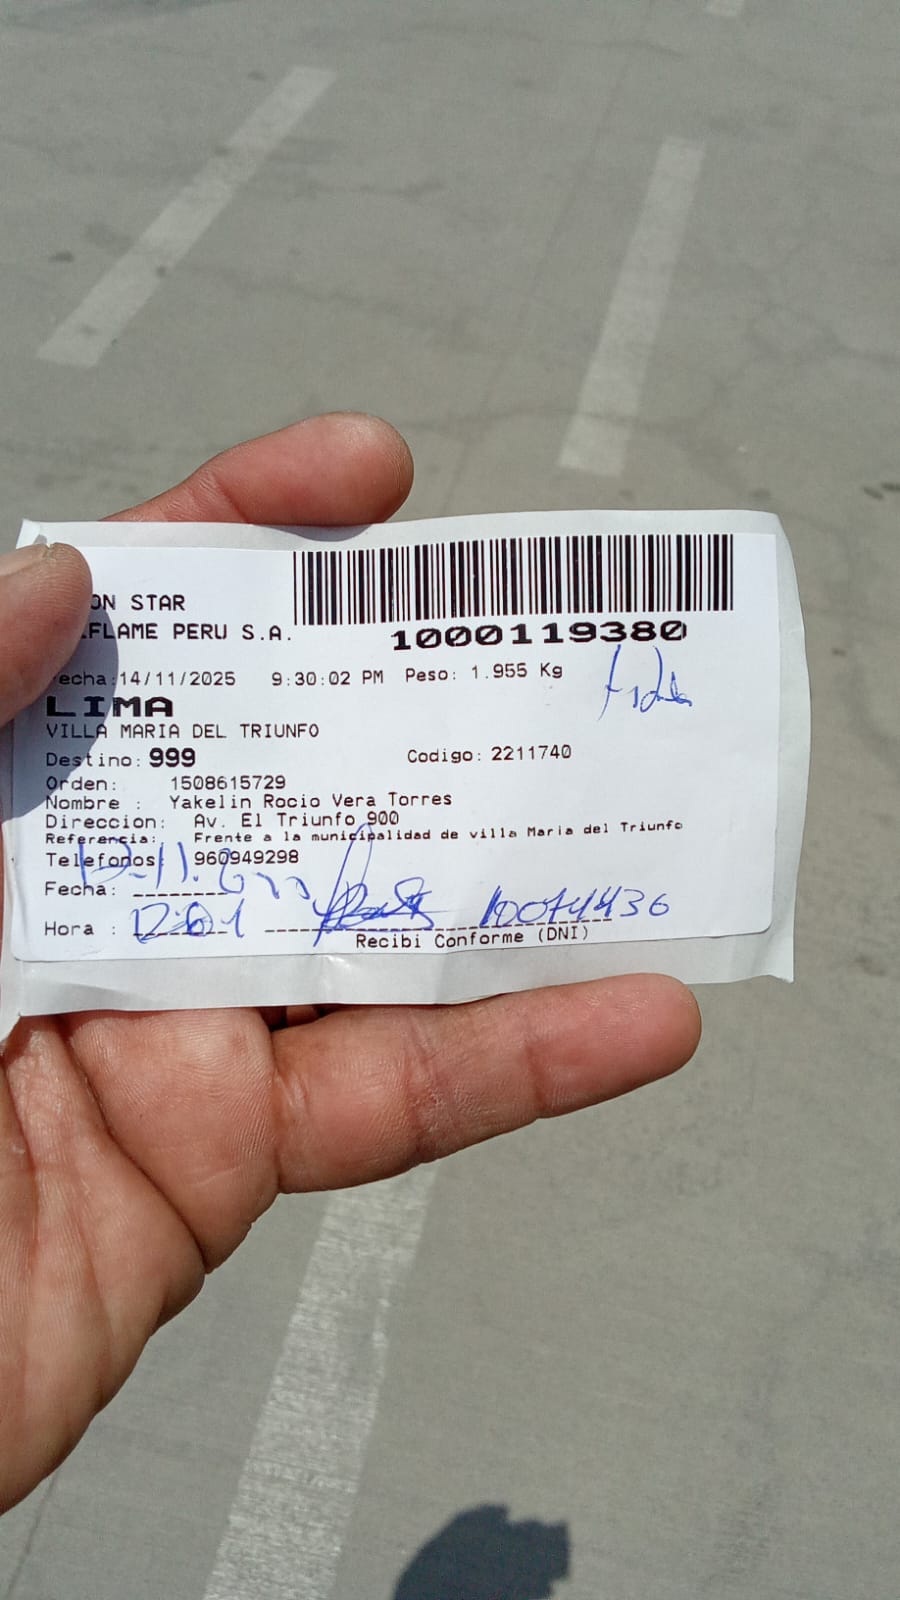 ON STAR
FLAME PERU S.A.
1000119380
echa:14/11/2025 9:30:02 PM Peso: 1.955 Kg
LIMA
VILLA MARIA DEL TRIUNFO
Destino: 999 Codigo: 2211740
Orden: 1508615729
Nombre : Yakelin Rocio Vera Torres
Direccion: Av. El Triunfo 900
Referencia: Frente a la municipalidad de villa Maria del Triunfo
Telefonos: 960949298
Fecha:
Hora : 12:01 10074436
Recibi Conforme (DNI)